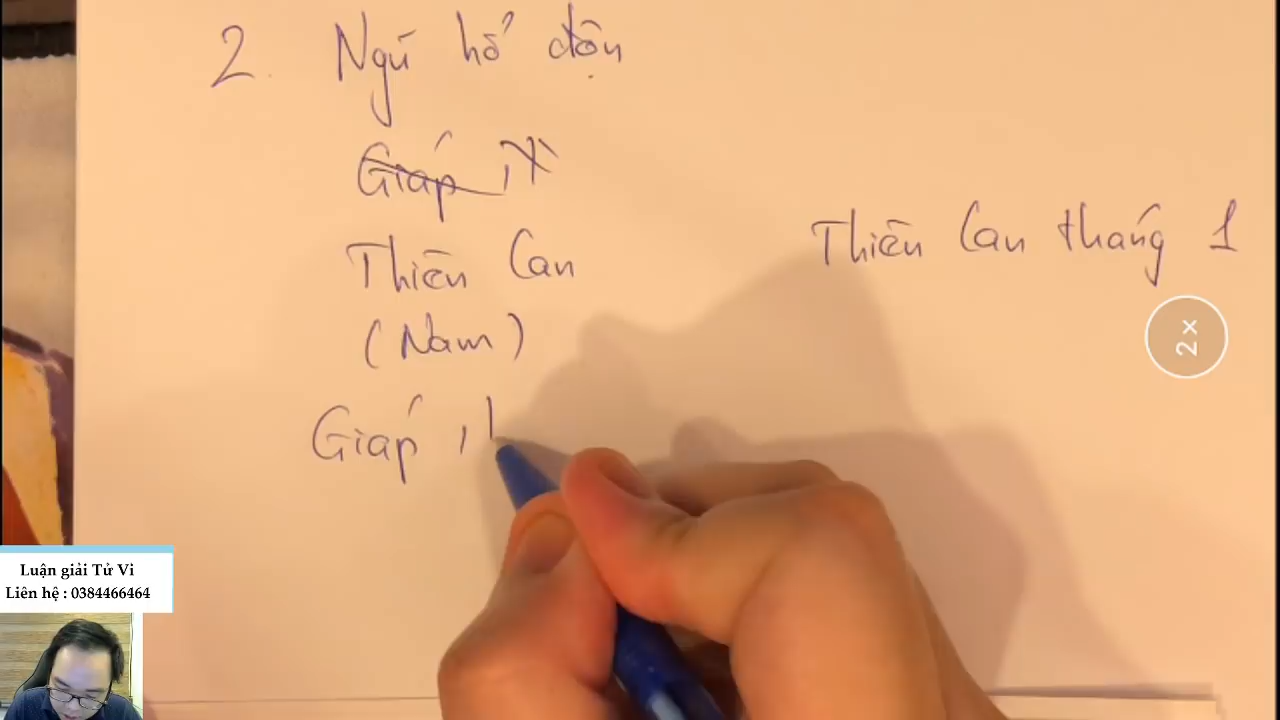 2. Ngũ hổ độn
Giáp,
Thiên Can
Thiên Can tháng 1
(Năm)
Giáp,
2 x
Luận giải Tử Vi
Liên hệ : 0384466464